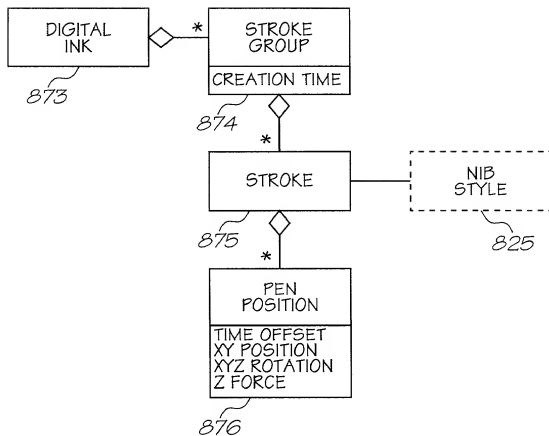 DIGITAL
INK
873
*
STROKE
GROUP
CREATION TIME
874
*
STROKE
875
NIB
STYLE
825
*
PEN
POSITION
TIME OFFSET
XY POSITION
XYZ ROTATION
Z FORCE
876